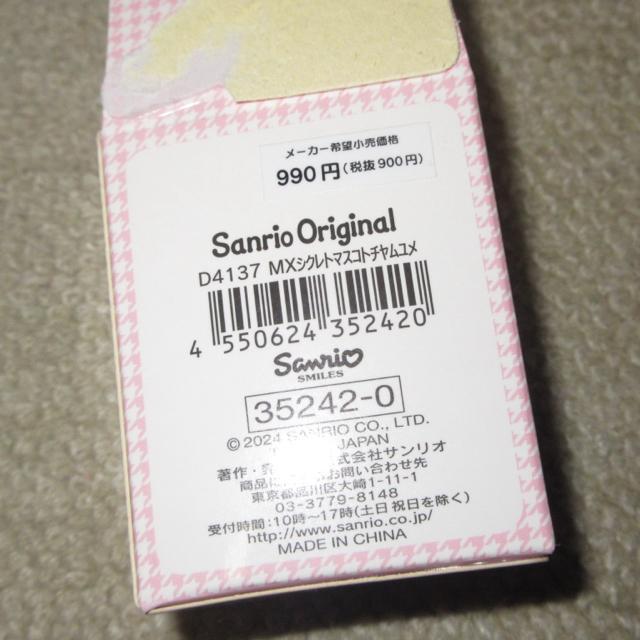 メーカー希望小売価格
990円(税抜900円)
Sanrio Original
D4137 MXシクレトマスコトチヤムユメ
4 550624 352420
Sanrio
SMILES
35242-0
© 2024 SANRIO CO., LTD.
JAPAN
著作・ 株式会社サンリオ
商品に お問い合わせ先
東京都品川区大崎1-11-1
03-3779-8148
受付時間:10時～17時(土日祝日を除く)
http://www.sanrio.co.jp/
MADE IN CHINA